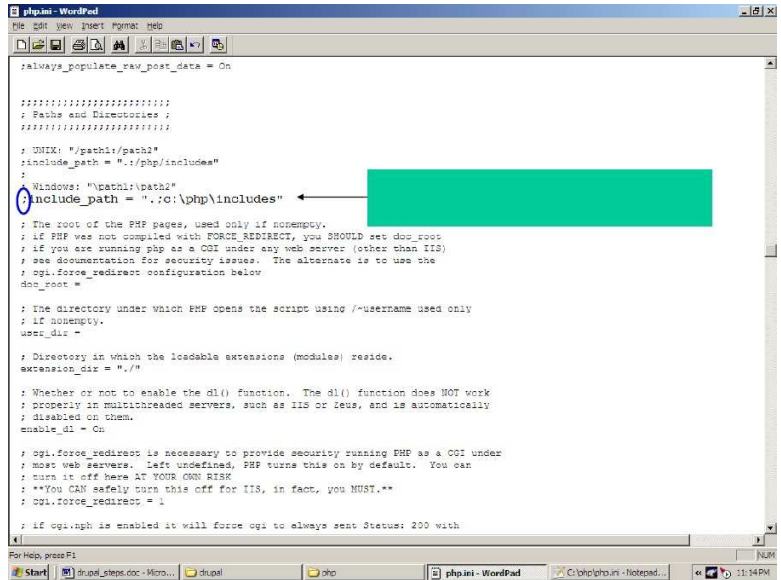 php.ini - WordPad
File Edit View Insert Format Help
;always_populate_raw_post_data = On
;;;;;;;;;;;;;;;;;;;;;;;;;
; Paths and Directories ;
;;;;;;;;;;;;;;;;;;;;;;;;;
; UNIX: "/path1:/path2"
;include_path = ".:/php/includes"
;
; Windows: "\path1;\path2"
;include_path = ".;c:\php\includes"
; The root of the PHP pages, used only if nonempty.
; if PHP was not compiled with FORCE_REDIRECT, you SHOULD set doc_root
; if you are running php as a CGI under any web server (other than IIS)
; see documentation for security issues. The alternate is to use the
; cgi.force_redirect configuration below
doc_root =
; The directory under which PHP opens the script using /~username used only
; if nonempty.
user_dir =
; Directory in which the loadable extensions (modules) reside.
extension_dir = "./"
; Whether or not to enable the dl() function. The dl() function does NOT work
; properly in multithreaded servers, such as IIS or Zeus, and is automatically
; disabled on them.
enable_dl = On
; cgi.force_redirect is necessary to provide security running PHP as a CGI under
; most web servers. Left undefined, PHP turns this on by default. You can
; turn it off here AT YOUR OWN RISK
; **You CAN safely turn this off for IIS, in fact, you MUST.**
; cgi.force_redirect = 1
; if cgi.nph is enabled it will force cgi to always sent Status: 200 with
For Help, press F1
NUM
Start drupal_steps.doc - Micro... drupal php php.ini - WordPad C:\php\php.ini - Notepad... 11:14 PM